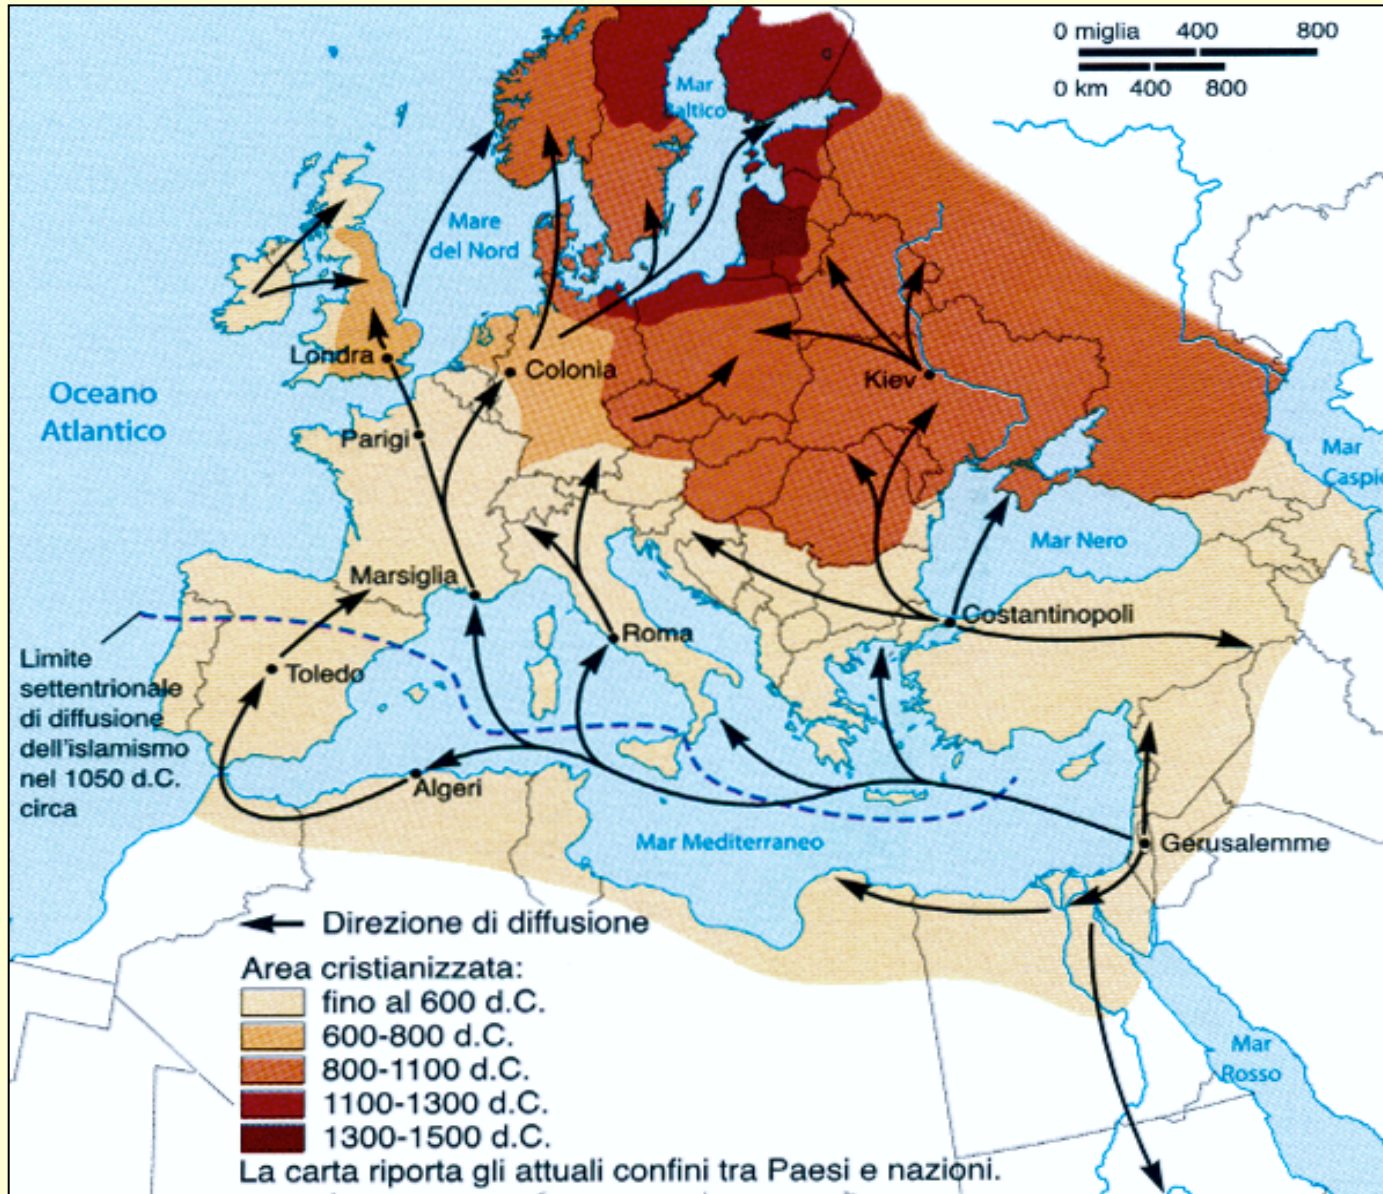 0 miglia 400 800
0 km 400 800
Mar
Baltico
Mare
del Nord
Londra
Colonia
Kiev
Oceano
Atlantico
Parigi
Mar
Caspio
Mar Nero
Marsiglia
Costantinopoli
Roma
Limite
settentrionale
di diffusione
dell'islamismo
nel 1050 d.C.
circa
Toledo
Algeri
Mar Mediterraneo
Gerusalemme
Direzione di diffusione
Area cristianizzata:
fino al 600 d.C.
600-800 d.C.
800-1100 d.C.
1100-1300 d.C.
1300-1500 d.C.
Mar
Rosso
La carta riporta gli attuali confini tra Paesi e nazioni.